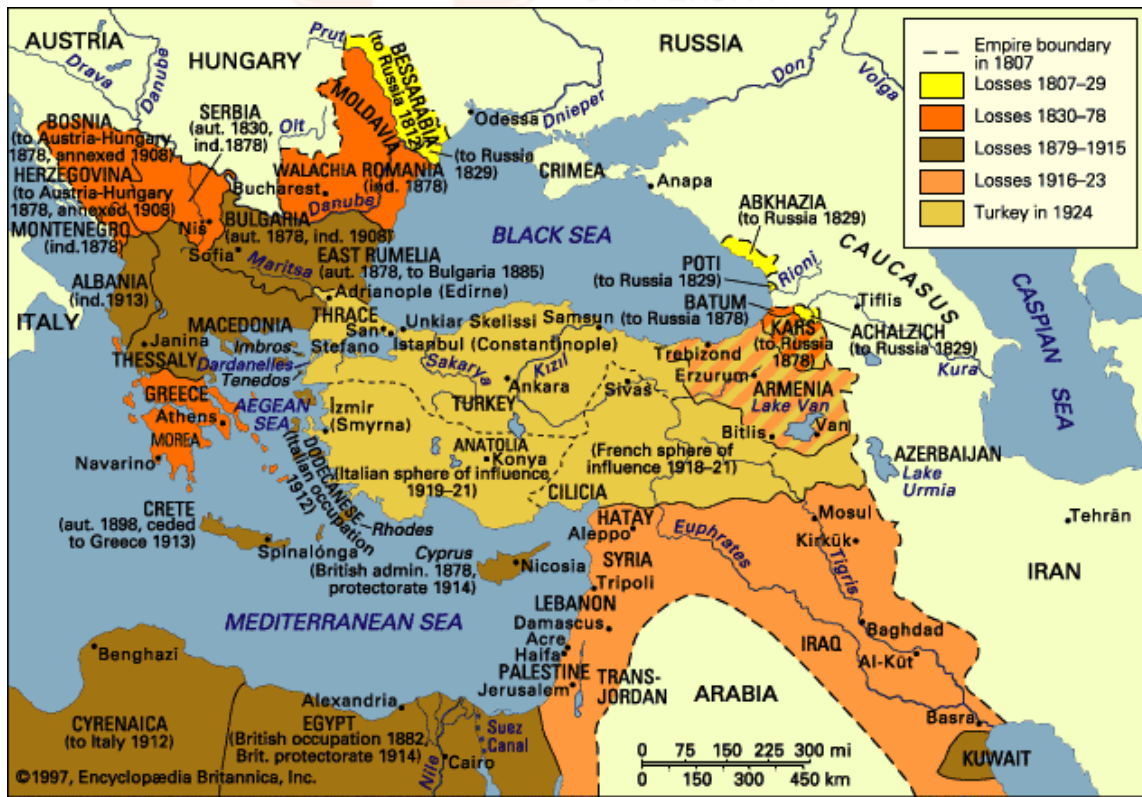 AUSTRIA
Drava
Danube
HUNGARY
Prut
BESSARABIA
(to Russia 1812)
RUSSIA
Don
Volga
Dnieper
Odessa
(to Russia
1829)
MOLDAVIA
SERBIA
(aut. 1830,
ind.1878)
Olt
BOSNIA
(to Austria-Hungary
1878, annexed 1908)
HERZEGOVINA
(to Austria-Hungary
1878, annexed 1908)
MONTENEGRO
(ind.1878)
WALACHIA
ROMANIA
(ind. 1878)
Bucharest
Danube
CRIMEA
Anapa
Niš
Sofia
BULGARIA
(aut. 1878, ind. 1908)
Maritsa
EAST RUMELIA
(aut. 1878, to Bulgaria 1885)
BLACK SEA
ABKHAZIA
(to Russia 1829)
POTI
(to Russia 1829)
Rioni
CAUCASUS
BATUM
(to Russia 1878)
Tiflis
KARS
(to Russia
1878)
ACHALZICH
(to Russia 1829)
Kura
CASPIAN SEA
Empire boundary
in 1807
Losses 1807–29
Losses 1830–78
Losses 1879–1915
Losses 1916–23
Turkey in 1924
ALBANIA
(ind.1913)
ITALY
Adrianople (Edirne)
MACEDONIA
THRACE
San
Stefano
Unkiar Skelissi
Istanbul (Constantinople)
Samsun
Trebizond
Janina
THESSALY
Imbros
Dardanelles
Tenedos
Sakarya
Kizil
Ankara
Sivas
Erzurum
ARMENIA
Lake Van
Van
Bitlis
GREECE
Athens
MOREA
Navarino
AEGEAN
SEA
İzmir
(Smyrna)
TURKEY
ANATOLIA
Konya
(Italian sphere of influence
1919–21)
(French sphere of
influence 1918–21)
CILICIA
AZERBAIJAN
Lake
Urmia
Tehrān
IRAN
DODECANESE
(Italian occupation
1912)
Rhodes
CRETE
(aut. 1898, ceded
to Greece 1913)
Spinalónga
Cyprus
(British admin. 1878,
protectorate 1914)
Nicosia
HATAY
Aleppo
SYRIA
Tripoli
Euphrates
Mosul
Kirkūk
Tigris
MEDITERRANEAN SEA
LEBANON
Damascus
Acre
Haifa
PALESTINE
Jerusalem
TRANS-
JORDAN
IRAQ
Baghdad
Al-Kūt
Basra
KUWAIT
ARABIA
Benghazi
CYRENAICA
(to Italy 1912)
Alexandria
EGYPT
(British occupation 1882,
Brit. protectorate 1914)
Suez
Canal
Nile
Cairo
0 75 150 225 300 mi
0 150 300 450 km
©1997, Encyclopædia Britannica, Inc.